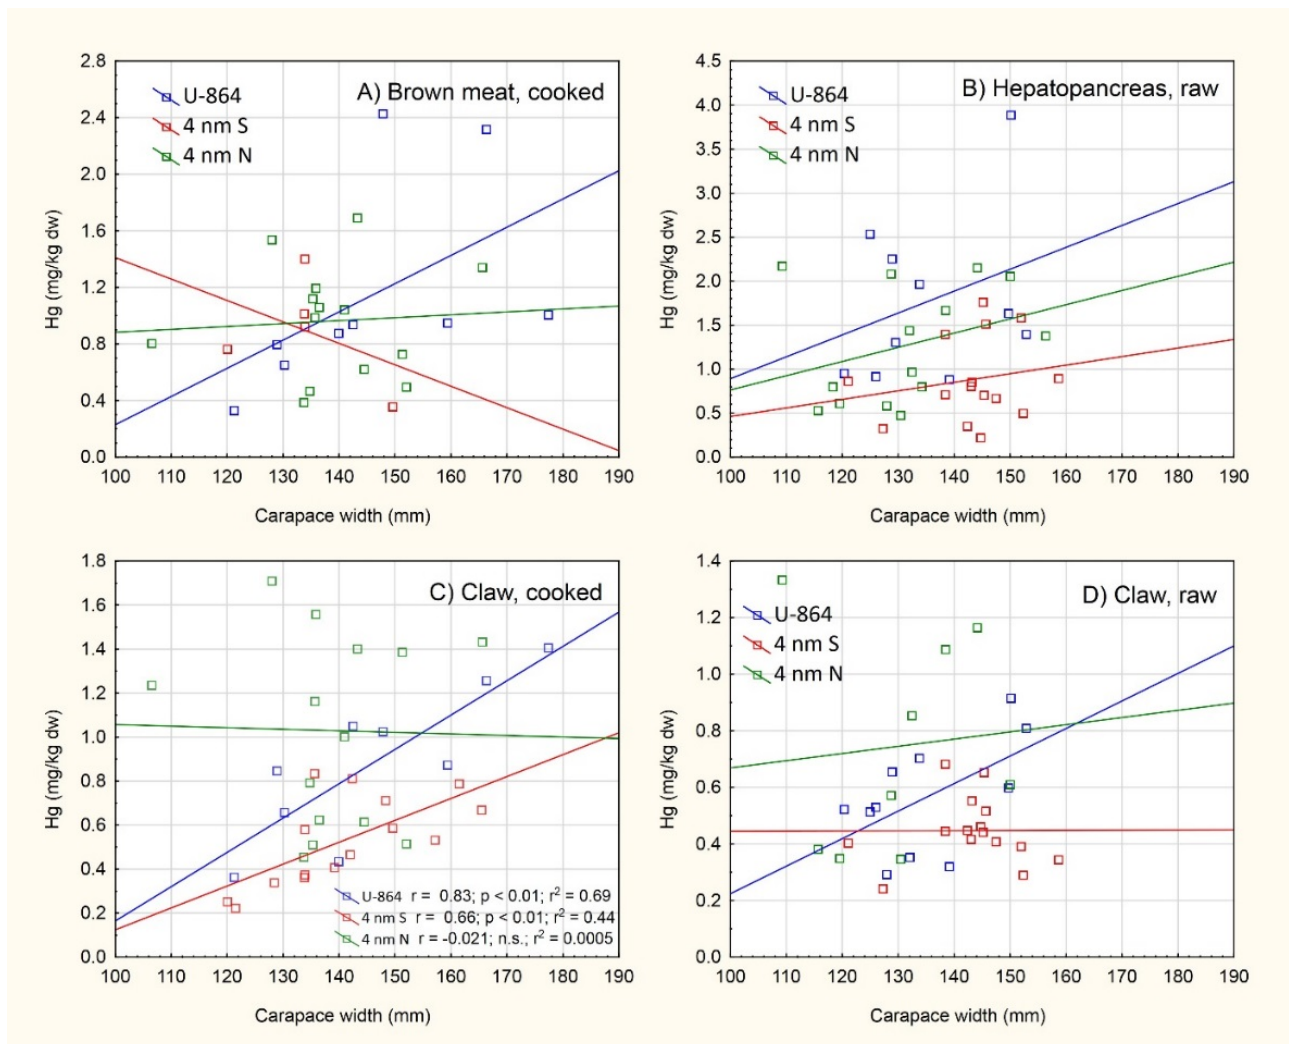 A) Brown meat, cooked
U-864
4 nm S
4 nm N
Hg (mg/kg dw)
2.8
2.4
2.0
1.6
1.2
0.8
0.4
0.0
100 110 120 130 140 150 160 170 180 190
Carapace width (mm)
B) Hepatopancreas, raw
U-864
4 nm S
4 nm N
Hg (mg/kg dw)
4.5
4.0
3.5
3.0
2.5
2.0
1.5
1.0
0.5
0.0
100 110 120 130 140 150 160 170 180 190
Carapace width (mm)
C) Claw, cooked
Hg (mg/kg dw)
1.8
1.6
1.4
1.2
1.0
0.8
0.6
0.4
0.2
0.0
U-864 r = 0.83; p < 0.01; r² = 0.69
4 nm S r = 0.66; p < 0.01; r² = 0.44
4 nm N r = -0.021; n.s.; r² = 0.0005
100 110 120 130 140 150 160 170 180 190
Carapace width (mm)
D) Claw, raw
U-864
4 nm S
4 nm N
Hg (mg/kg dw)
1.4
1.2
1.0
0.8
0.6
0.4
0.2
0.0
100 110 120 130 140 150 160 170 180 190
Carapace width (mm)